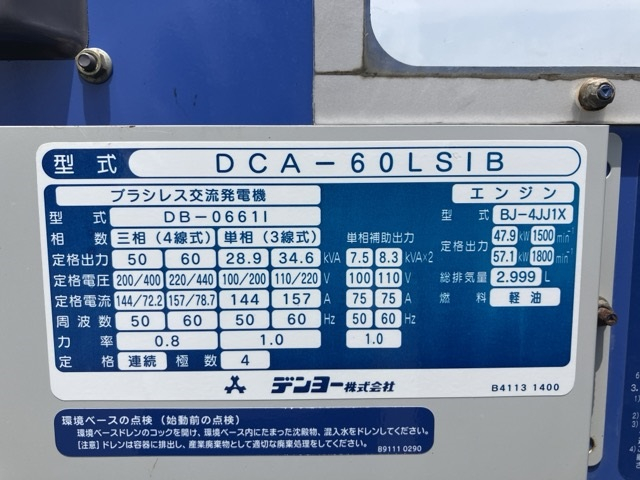 型式 DCA-60LSIB
ブラシレス交流発電機 エンジン
型式 DB-0661I 型式 BJ-4JJ1X
相数 三相(4線式) 単相(3線式) 単相補助出力 定格出力 47.9 kW 1500 min⁻¹
定格出力 50 60 28.9 34.6 kVA 7.5 8.3 kVA×2 57.1 kW 1800 min⁻¹
定格電圧 200/400 220/440 100/200 110/220 V 100 110 V 総排気量 2.999 L
定格電流 144/72.2 157/78.7 144 157 A 75 75 A 燃料 軽油
周波数 50 60 50 60 Hz 50 60 Hz
力率 0.8 1.0 1.0
定格 連続 極数 4
デンヨー株式会社 B4113 1400
環境ベースの点検(始動前の点検)
環境ベースドレンのコックを開け、環境ベース内にたまった沈殿物、混入水をドレンしてください。
[注意]ドレンは容器に排出し、産業廃棄物として適切な廃棄処理をしてください。
B9111 0290